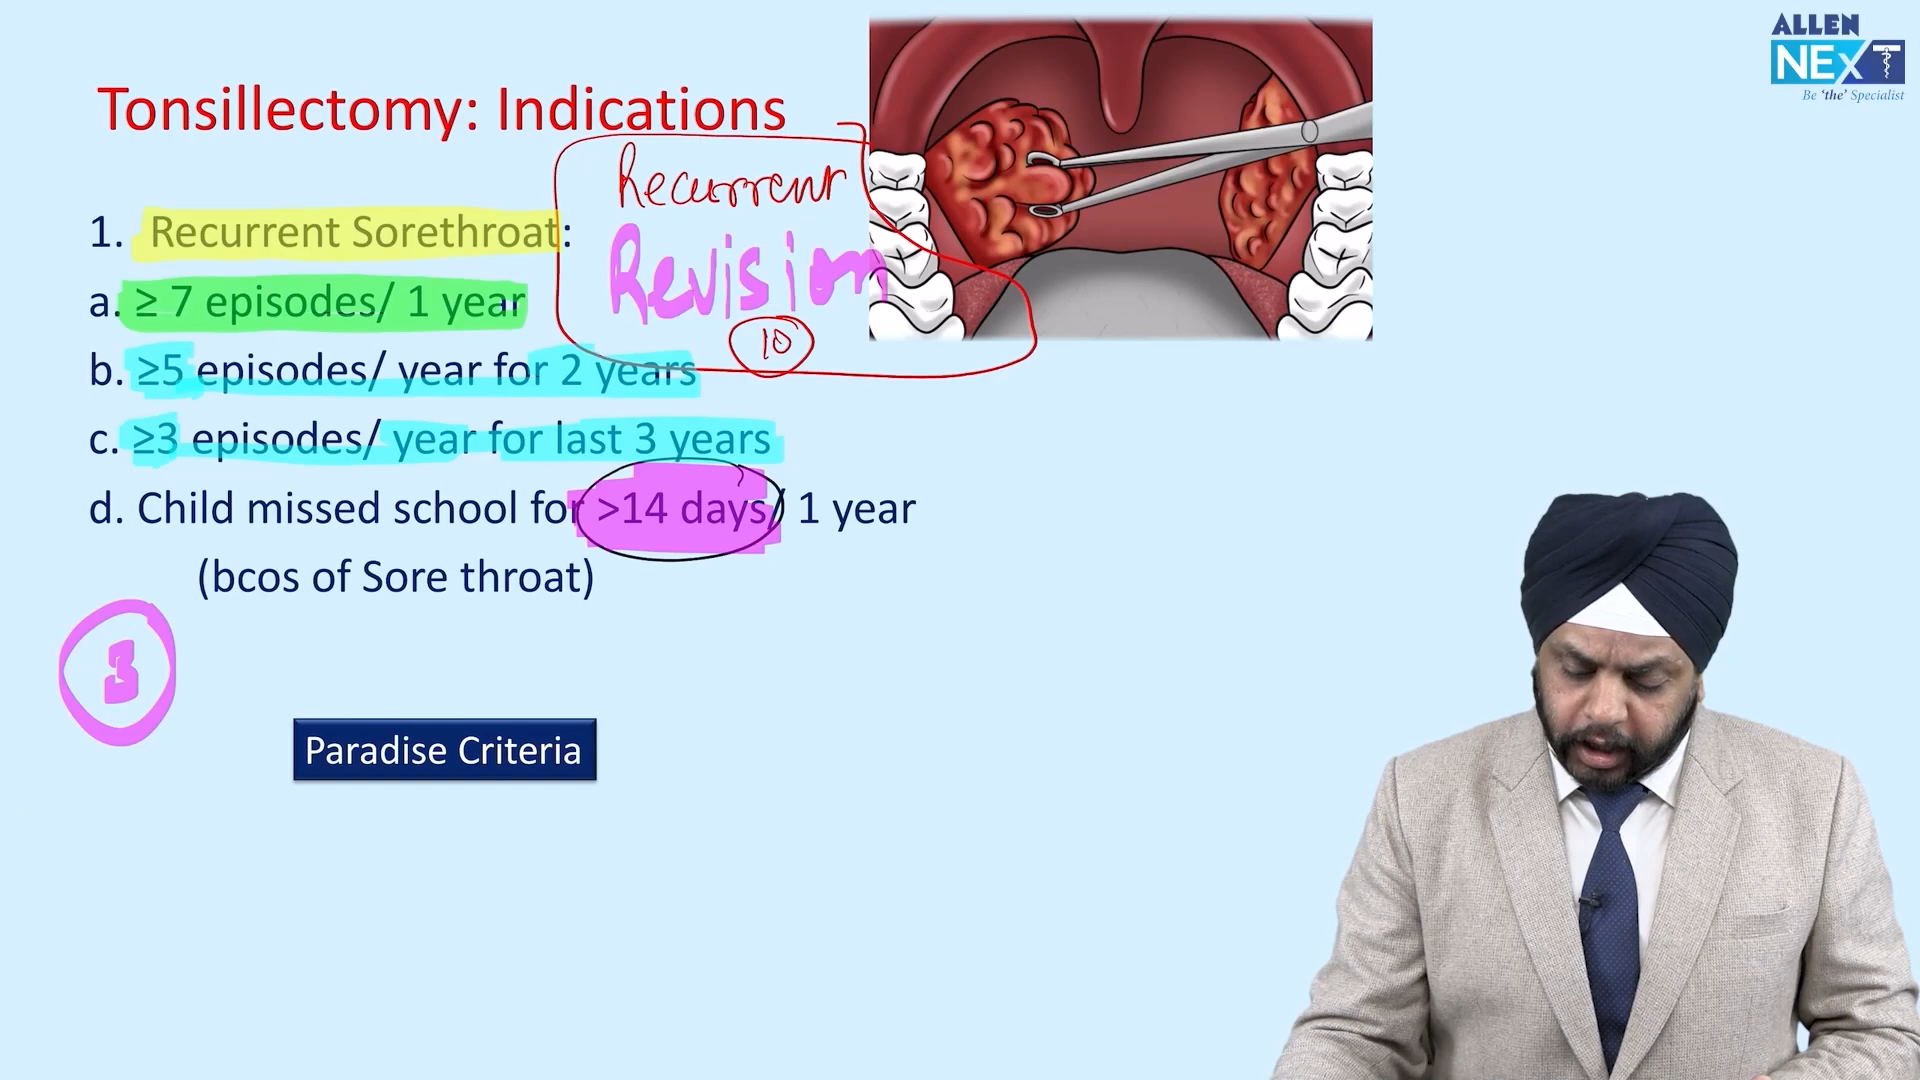 ALLEN
NEXT
Be 'the' Specialist
Tonsillectomy: Indications
Recurrent
Revision
10
1. Recurrent Sorethroat:
a. ≥ 7 episodes/ 1 year
b. ≥5 episodes/ year for 2 years
c. ≥3 episodes/ year for last 3 years
d. Child missed school for >14 days/ 1 year
(bcos of Sore throat)
3
Paradise Criteria